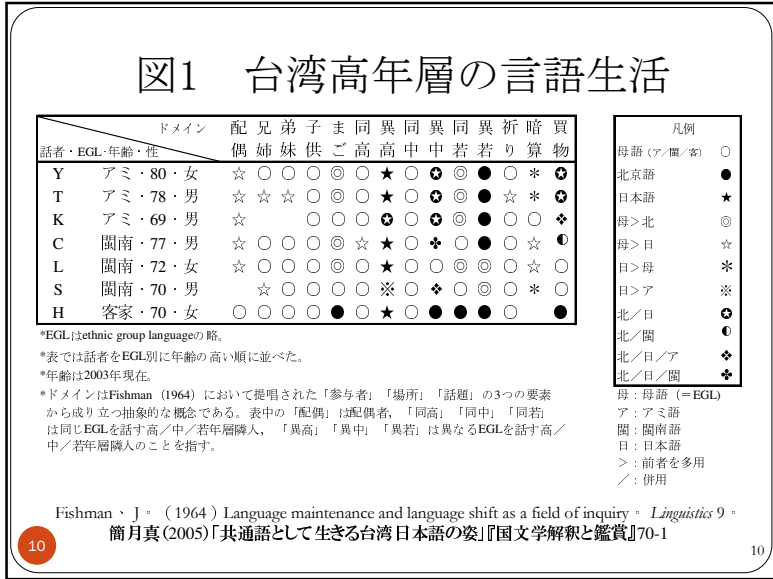 図1　台湾高年層の言語生活
ドメイン
話者・EGL・年齢・性
配偶 兄姉 弟妹 子供 まご 同高 異高 同中 異中 同若 異若 祈り 暗算 買物
Y アミ・80・女 ☆ ○ ○ ○ ◎ ○ ★ ○ ✪ ◎ ● ○ * ✪
T アミ・78・男 ☆ ☆ ☆ ○ ◎ ○ ★ ○ ✪ ◎ ● ☆ * ✪
K アミ・69・男 ☆ ○ ○ ○ ✪ ○ ✪ ◎ ● ○ ○ ❖
C 閩南・77・男 ☆ ○ ○ ○ ◎ ☆ ★ ○ ✤ ○ ● ○ ☆ ◐
L 閩南・72・女 ☆ ○ ○ ○ ◎ ○ ★ ○ ○ ◎ ◎ ○ ☆ ○
S 閩南・70・男 ☆ ○ ○ ○ ○ ※ ○ ❖ ○ ◎ ○ * ○
H 客家・70・女 ○ ○ ○ ○ ● ○ ★ ○ ● ● ● ○ ●
*EGLはethnic group languageの略。
*表では話者をEGL別に年齢の高い順に並べた。
*年齢は2003年現在。
*ドメインはFishman（1964）において提唱された「参与者」「場所」「話題」の3つの要素
から成り立つ抽象的な概念である。表中の「配偶」は配偶者，「同高」「同中」「同若」
は同じEGLを話す高／中／若年層隣人，「異高」「異中」「異若」は異なるEGLを話す高／
中／若年層隣人のことを指す。
凡例
母語（ア／閩／客） ○
北京語 ●
日本語 ★
母＞北 ◎
母＞日 ☆
日＞母 *
日＞ア ※
北／日 ✪
北／閩 ◐
北／日／ア ❖
北／日／閩 ✤
母：母語（＝EGL)
ア：アミ語
閩：閩南語
日：日本語
＞：前者を多用
／：併用
Fishman、J。（1964）Language maintenance and language shift as a field of inquiry。Linguistics 9。
簡月真(2005)｢共通語として生きる台湾日本語の姿｣『国文学解釈と鑑賞』70-1
10
10